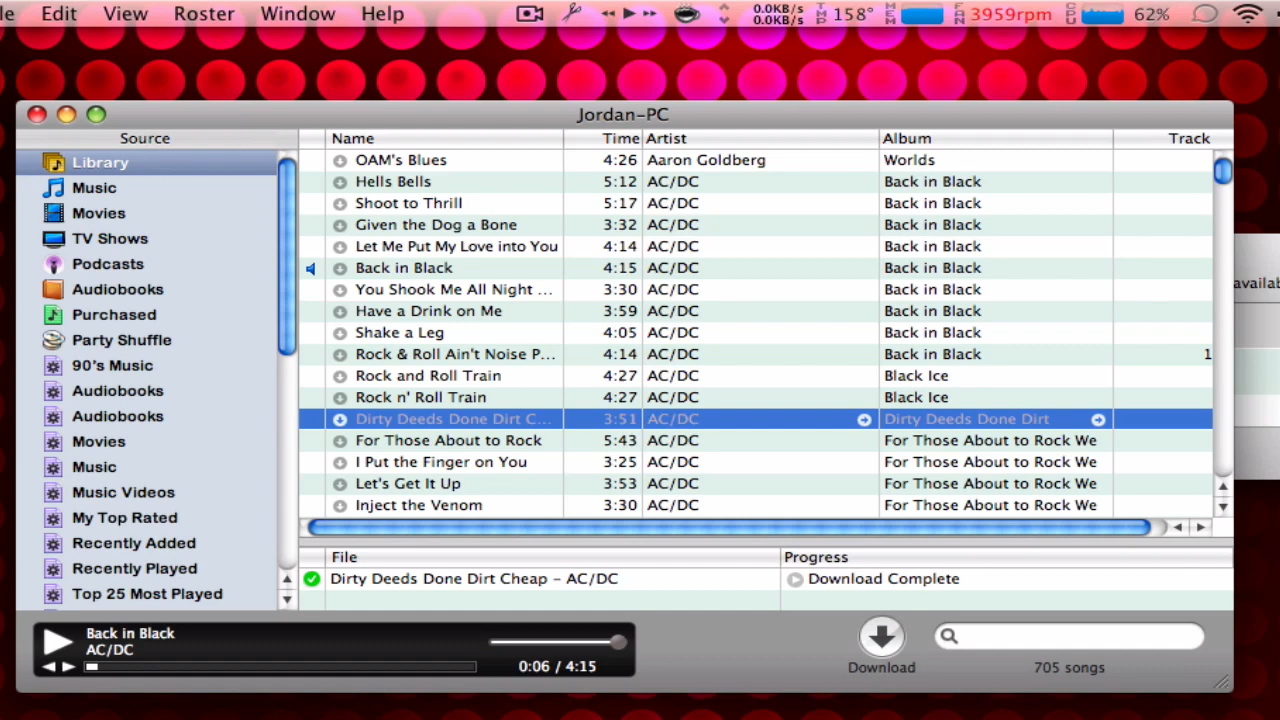 le Edit View Roster Window Help 0.0KB/s 0.0KB/s TMP 158° MEM FAN 3959rpm CPU 62%
Jordan-PC
Source Name Time Artist Album Track
Library
Music
Movies
TV Shows
Podcasts
Audiobooks
Purchased
Party Shuffle
90's Music
Audiobooks
Audiobooks
Movies
Music
Music Videos
My Top Rated
Recently Added
Recently Played
Top 25 Most Played
OAM's Blues 4:26 Aaron Goldberg Worlds
Hells Bells 5:12 AC/DC Back in Black
Shoot to Thrill 5:17 AC/DC Back in Black
Given the Dog a Bone 3:32 AC/DC Back in Black
Let Me Put My Love into You 4:14 AC/DC Back in Black
Back in Black 4:15 AC/DC Back in Black
You Shook Me All Night ... 3:30 AC/DC Back in Black
Have a Drink on Me 3:59 AC/DC Back in Black
Shake a Leg 4:05 AC/DC Back in Black
Rock & Roll Ain't Noise P... 4:14 AC/DC Back in Black 1
Rock and Roll Train 4:27 AC/DC Black Ice
Rock n' Roll Train 4:27 AC/DC Black Ice
Dirty Deeds Done Dirt C... 3:51 AC/DC Dirty Deeds Done Dirt
For Those About to Rock 5:43 AC/DC For Those About to Rock We
I Put the Finger on You 3:25 AC/DC For Those About to Rock We
Let's Get It Up 3:53 AC/DC For Those About to Rock We
Inject the Venom 3:30 AC/DC For Those About to Rock We
availab
File Progress
Dirty Deeds Done Dirt Cheap – AC/DC Download Complete
Back in Black
AC/DC
0:06 / 4:15
Download 705 songs